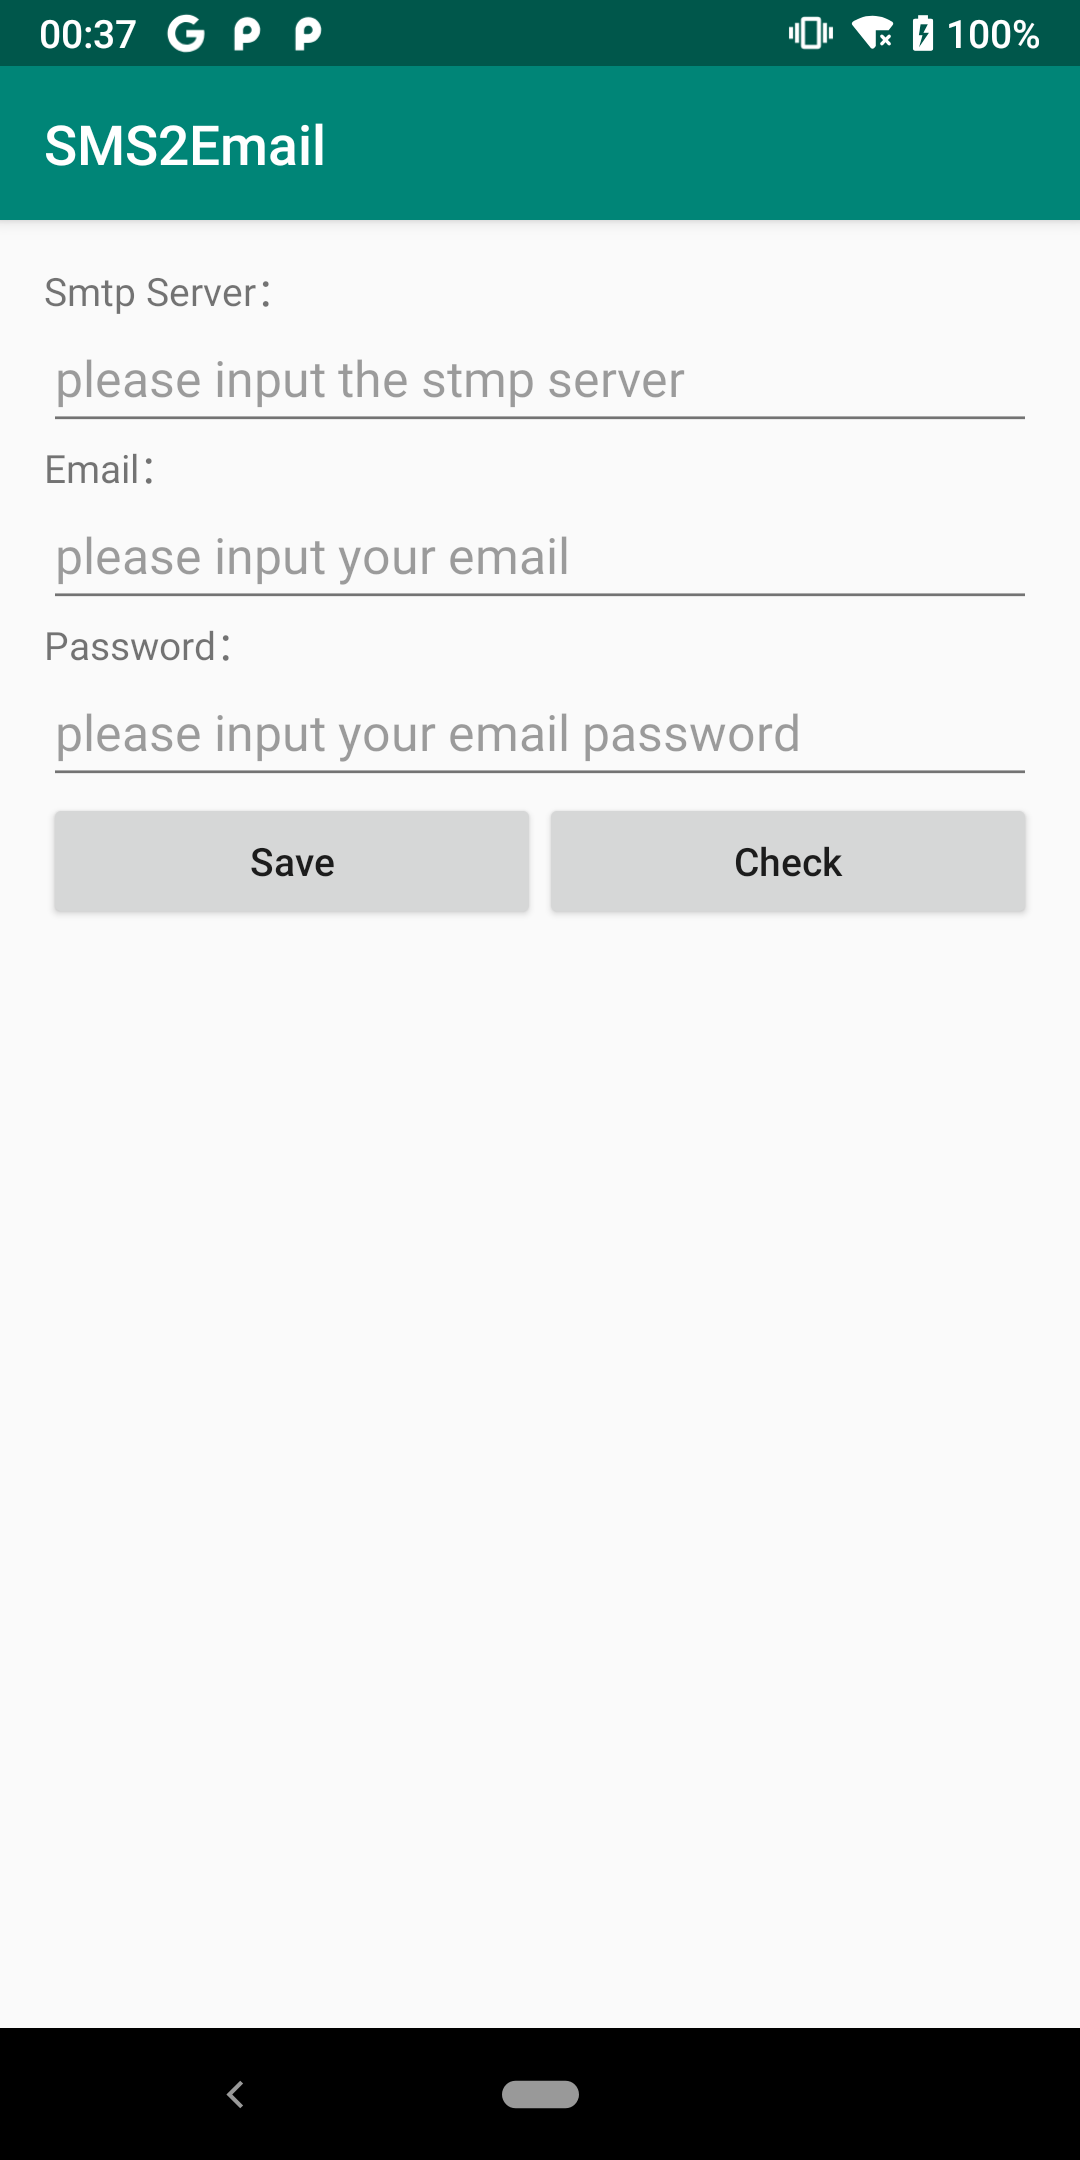 00:37 100%
SMS2Email
Smtp Server：
please input the stmp server
Email：
please input your email
Password：
please input your email password
Save Check